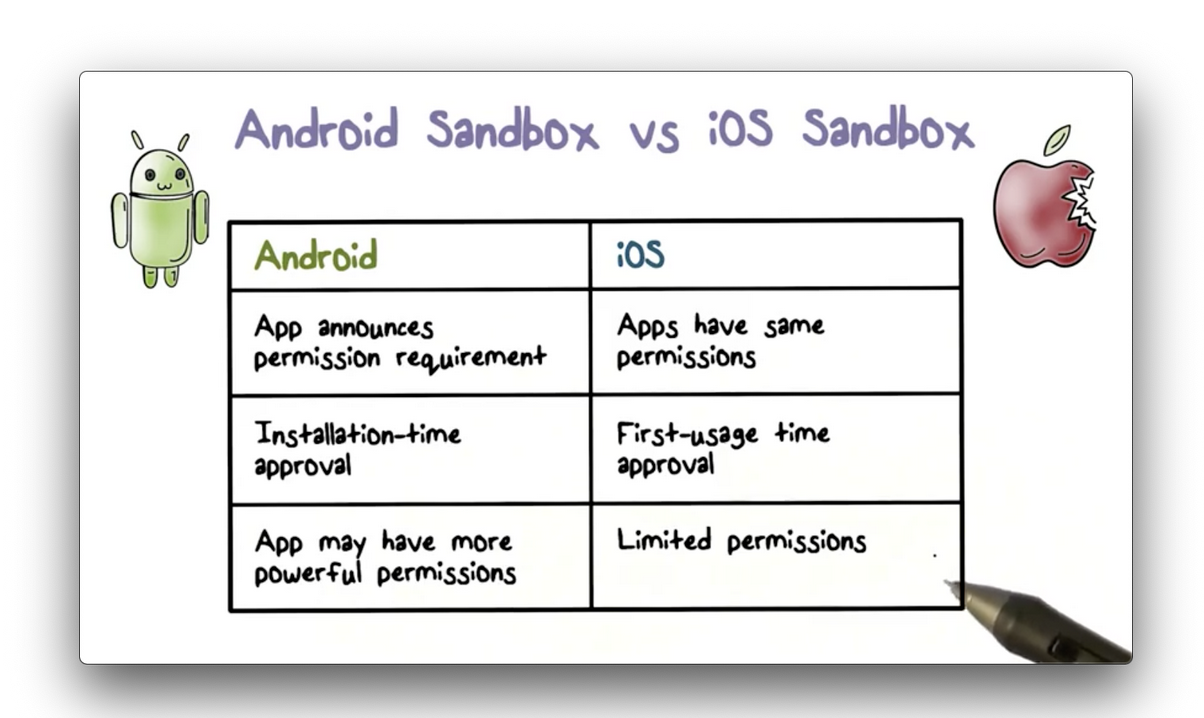 Android Sandbox vs iOS Sandbox
Android
iOS
App announces
permission requirement
Apps have same
permissions
Installation-time
approval
First-usage time
approval
App may have more
powerful permissions
Limited permissions